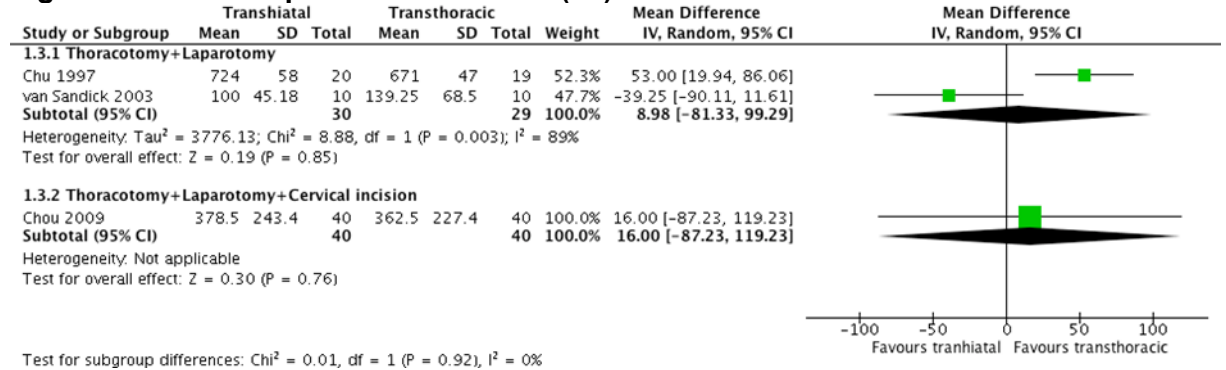 Transhiatal Transthoracic Mean Difference Mean Difference
Study or Subgroup Mean SD Total Mean SD Total Weight IV, Random, 95% CI IV, Random, 95% CI
1.3.1 Thoracotomy+Laparotomy
Chu 1997 724 58 20 671 47 19 52.3% 53.00 [19.94, 86.06]
van Sandick 2003 100 45.18 10 139.25 68.5 10 47.7% -39.25 [-90.11, 11.61]
Subtotal (95% CI) 30 29 100.0% 8.98 [-81.33, 99.29]
Heterogeneity: Tau² = 3776.13; Chi² = 8.88, df = 1 (P = 0.003); I² = 89%
Test for overall effect: Z = 0.19 (P = 0.85)
1.3.2 Thoracotomy+Laparotomy+Cervical incision
Chou 2009 378.5 243.4 40 362.5 227.4 40 100.0% 16.00 [-87.23, 119.23]
Subtotal (95% CI) 40 40 100.0% 16.00 [-87.23, 119.23]
Heterogeneity: Not applicable
Test for overall effect: Z = 0.30 (P = 0.76)
-100 -50 0 50 100
Favours tranhiatal Favours transthoracic
Test for subgroup differences: Chi² = 0.01, df = 1 (P = 0.92), I² = 0%